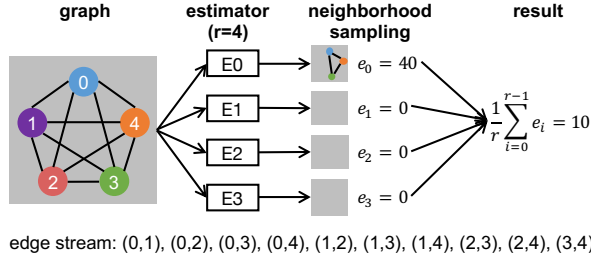 graph
estimator
(r=4)
neighborhood
sampling
result
0
1
4
2
3
E0
E1
E2
E3
e₀ = 40
e₁ = 0
e₂ = 0
e₃ = 0
1/r ∑_{i=0}^{r−1} eᵢ = 10
edge stream: (0,1), (0,2), (0,3), (0,4), (1,2), (1,3), (1,4), (2,3), (2,4), (3,4)